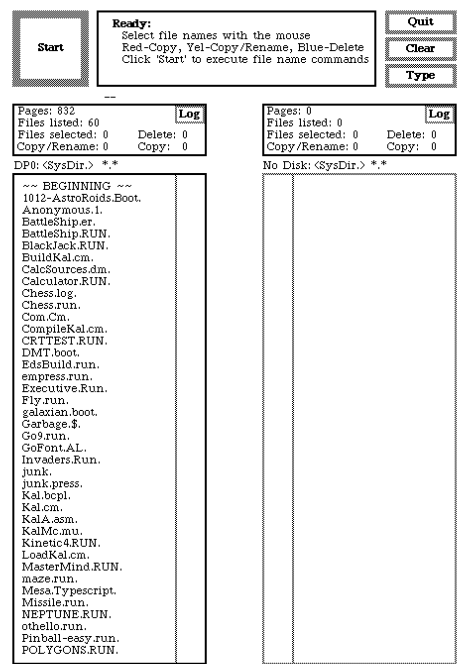 Start
Ready:
Select file names with the mouse
Red-Copy, Yel-Copy/Rename, Blue-Delete
Click 'Start' to execute file name commands
Quit
Clear
Type
Pages: 832
Files listed: 60
Files selected: 0 Delete: 0
Copy/Rename: 0 Copy: 0
Log
DP0: <SysDir.> *.*
Pages: 0
Files listed: 0
Files selected: 0 Delete: 0
Copy/Rename: 0 Copy: 0
Log
No Disk: <SysDir.> *.*
~~ BEGINNING ~~
1012-AstroRoids.Boot.
Anonymous.1.
BattleShip.er.
BattleShip.RUN.
BlackJack.RUN.
BuildKal.cm.
CalcSources.dm.
Calculator.RUN.
Chess.log.
Chess.run.
Com.Cm.
CompileKal.cm.
CRTTEST.RUN.
DMT.boot.
EdsBuild.run.
empress.run.
Executive.Run.
Fly.run.
galaxian.boot.
Garbage.$.
Go9.run.
GoFont.AL.
Invaders.Run.
junk.
junk.press.
Kal.bcpl.
Kal.cm.
KalA.asm.
KalMc.mu.
Kinetic4.RUN.
LoadKal.cm.
MasterMind.RUN.
maze.run.
Mesa.Typescript.
Missile.run.
NEPTUNE.RUN.
othello.run.
Pinball-easy.run.
POLYGONS.RUN.